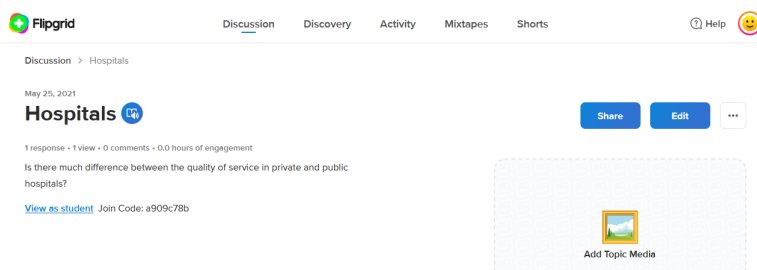 Flipgrid Discussion Discovery Activity Mixtapes Shorts Help
Discussion > Hospitals
May 25, 2021
Hospitals Share Edit ...
1 response • 1 view • 0 comments • 0.0 hours of engagement
Is there much difference between the quality of service in private and public
hospitals?
View as student Join Code: a909c78b
Add Topic Media